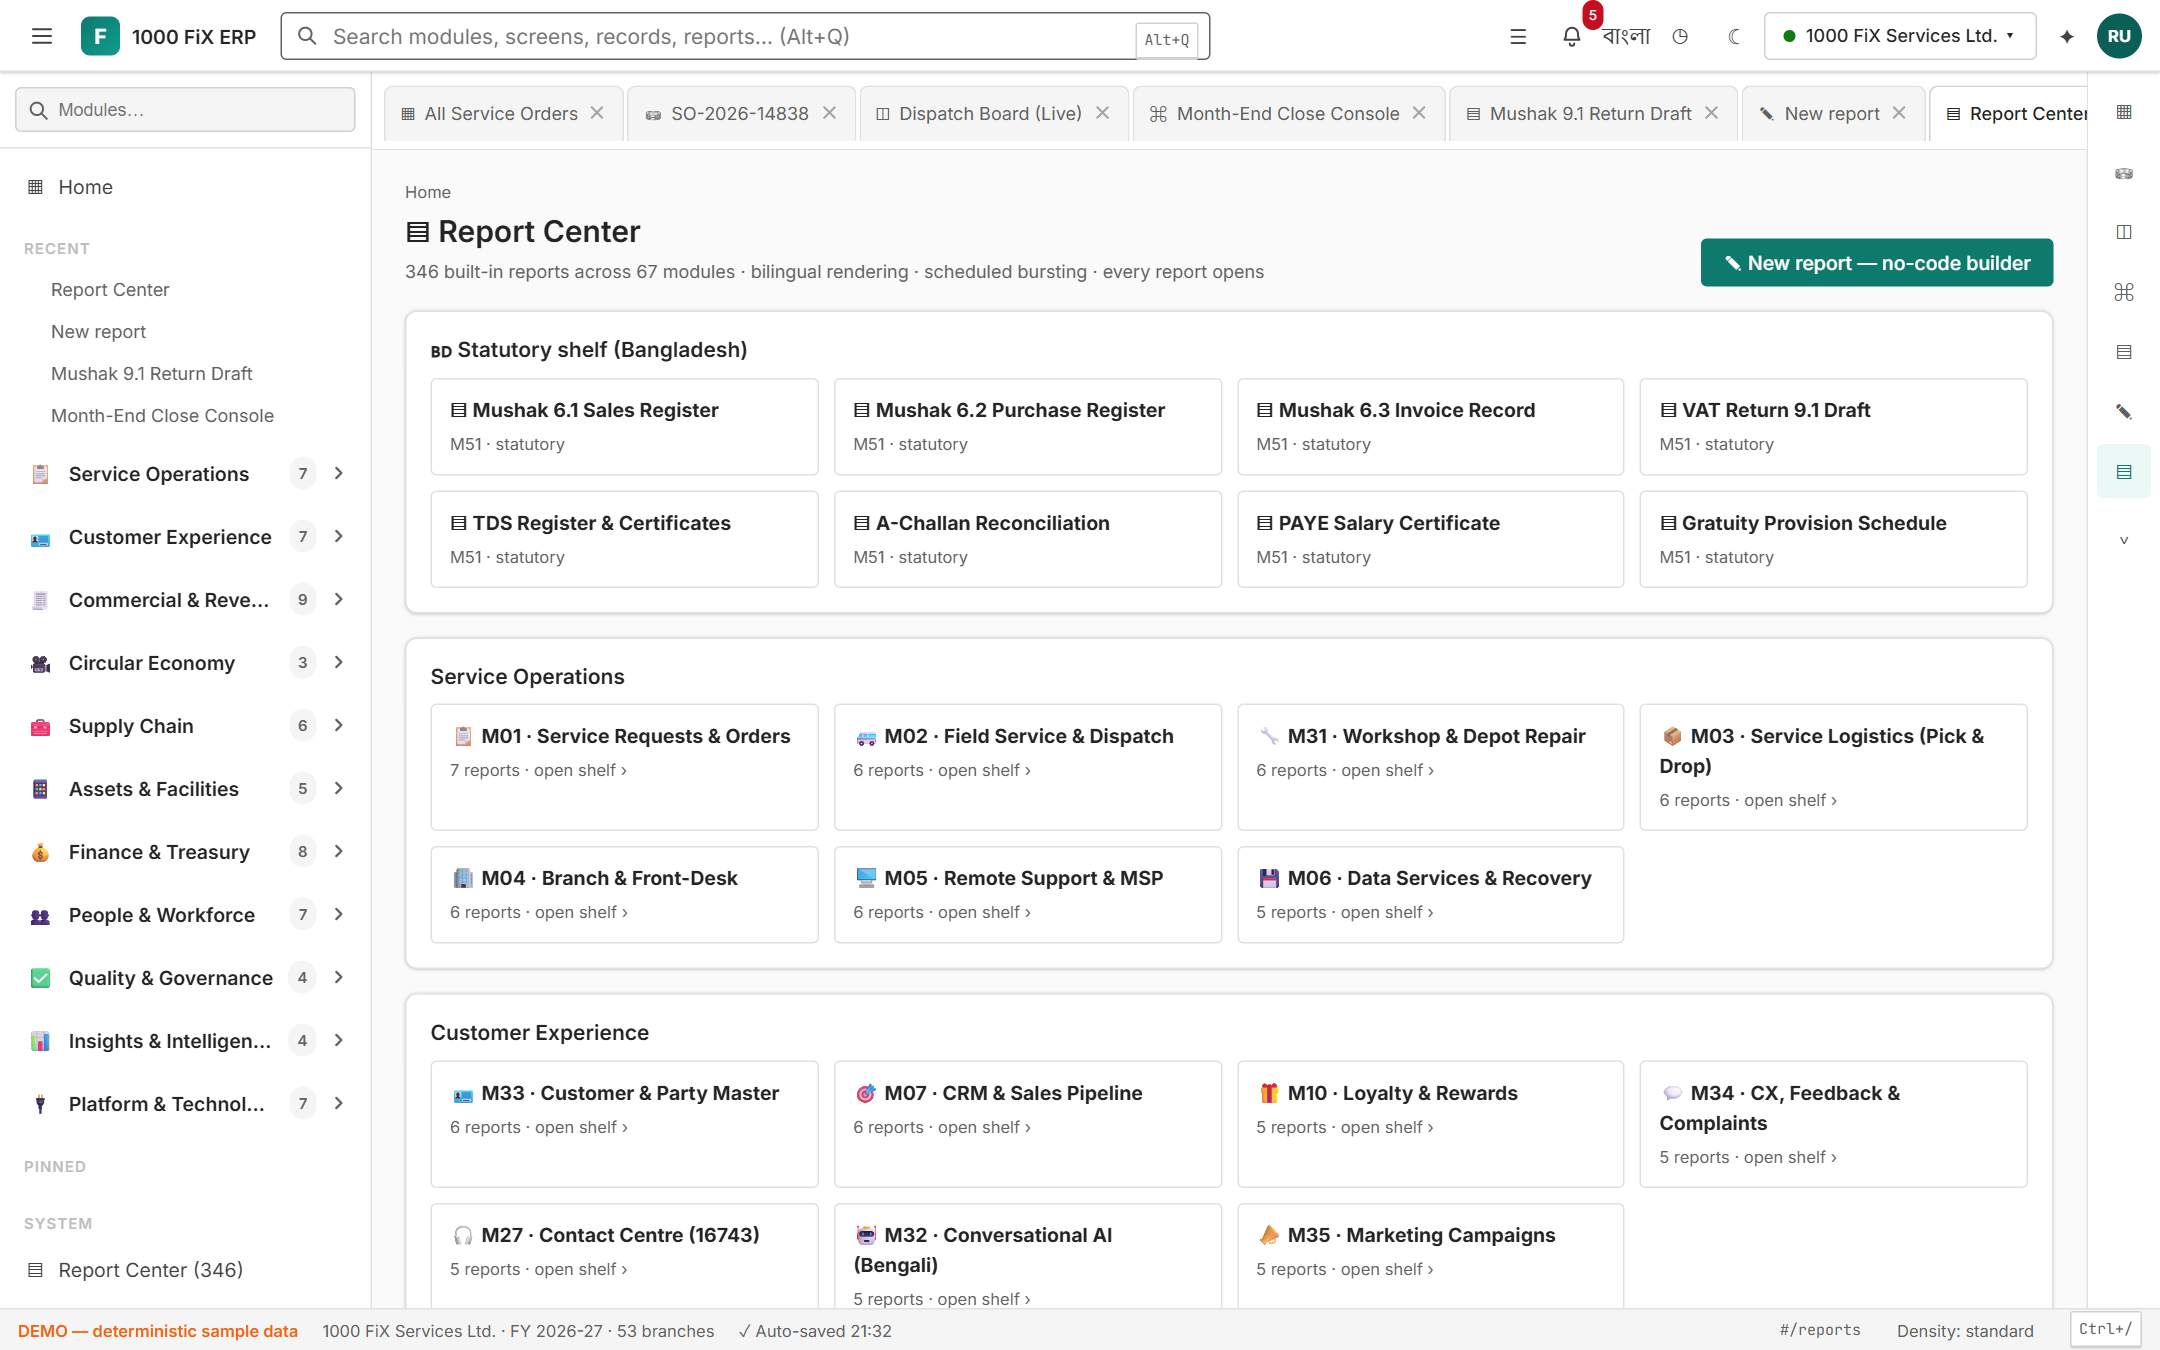 F 1000 FiX ERP
Search modules, screens, records, reports... (Alt+Q)
Alt+Q
5
বাংলা
1000 FiX Services Ltd.
RU
Modules...
Home
RECENT
Report Center
New report
Mushak 9.1 Return Draft
Month-End Close Console
Service Operations 7
Customer Experience 7
Commercial & Reve... 9
Circular Economy 3
Supply Chain 6
Assets & Facilities 5
Finance & Treasury 8
People & Workforce 7
Quality & Governance 4
Insights & Intelligen... 4
Platform & Technol... 7
PINNED
SYSTEM
Report Center (346)
All Service Orders
SO-2026-14838
Dispatch Board (Live)
Month-End Close Console
Mushak 9.1 Return Draft
New report
Report Center
Home
Report Center
346 built-in reports across 67 modules · bilingual rendering · scheduled bursting · every report opens
New report — no-code builder
BD Statutory shelf (Bangladesh)
Mushak 6.1 Sales Register
M51 · statutory
Mushak 6.2 Purchase Register
M51 · statutory
Mushak 6.3 Invoice Record
M51 · statutory
VAT Return 9.1 Draft
M51 · statutory
TDS Register & Certificates
M51 · statutory
A-Challan Reconciliation
M51 · statutory
PAYE Salary Certificate
M51 · statutory
Gratuity Provision Schedule
M51 · statutory
Service Operations
M01 · Service Requests & Orders
7 reports · open shelf ›
M02 · Field Service & Dispatch
6 reports · open shelf ›
M31 · Workshop & Depot Repair
6 reports · open shelf ›
M03 · Service Logistics (Pick &
Drop)
6 reports · open shelf ›
M04 · Branch & Front-Desk
6 reports · open shelf ›
M05 · Remote Support & MSP
6 reports · open shelf ›
M06 · Data Services & Recovery
5 reports · open shelf ›
Customer Experience
M33 · Customer & Party Master
6 reports · open shelf ›
M07 · CRM & Sales Pipeline
6 reports · open shelf ›
M10 · Loyalty & Rewards
5 reports · open shelf ›
M34 · CX, Feedback &
Complaints
5 reports · open shelf ›
M27 · Contact Centre (16743)
5 reports · open shelf ›
M32 · Conversational AI
(Bengali)
5 reports · open shelf ›
M35 · Marketing Campaigns
5 reports · open shelf ›
DEMO — deterministic sample data
1000 FiX Services Ltd. · FY 2026-27 · 53 branches
✓ Auto-saved 21:32
#/reports
Density: standard
Ctrl+/